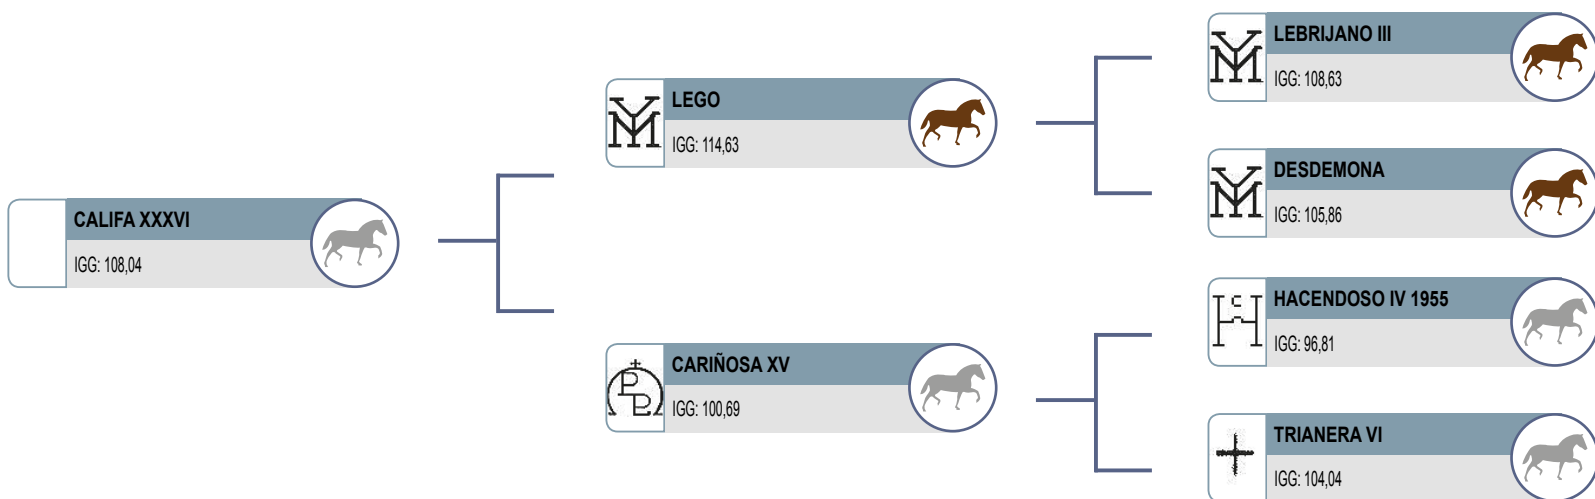 LEBRIJANO III
IGG: 108,63
LEGO
IGG: 114,63
DESDEMONA
IGG: 105,86
CALIFA XXXVI
IGG: 108,04
HACENDOSO IV 1955
IGG: 96,81
CARIÑOSA XV
IGG: 100,69
TRIANERA VI
IGG: 104,04